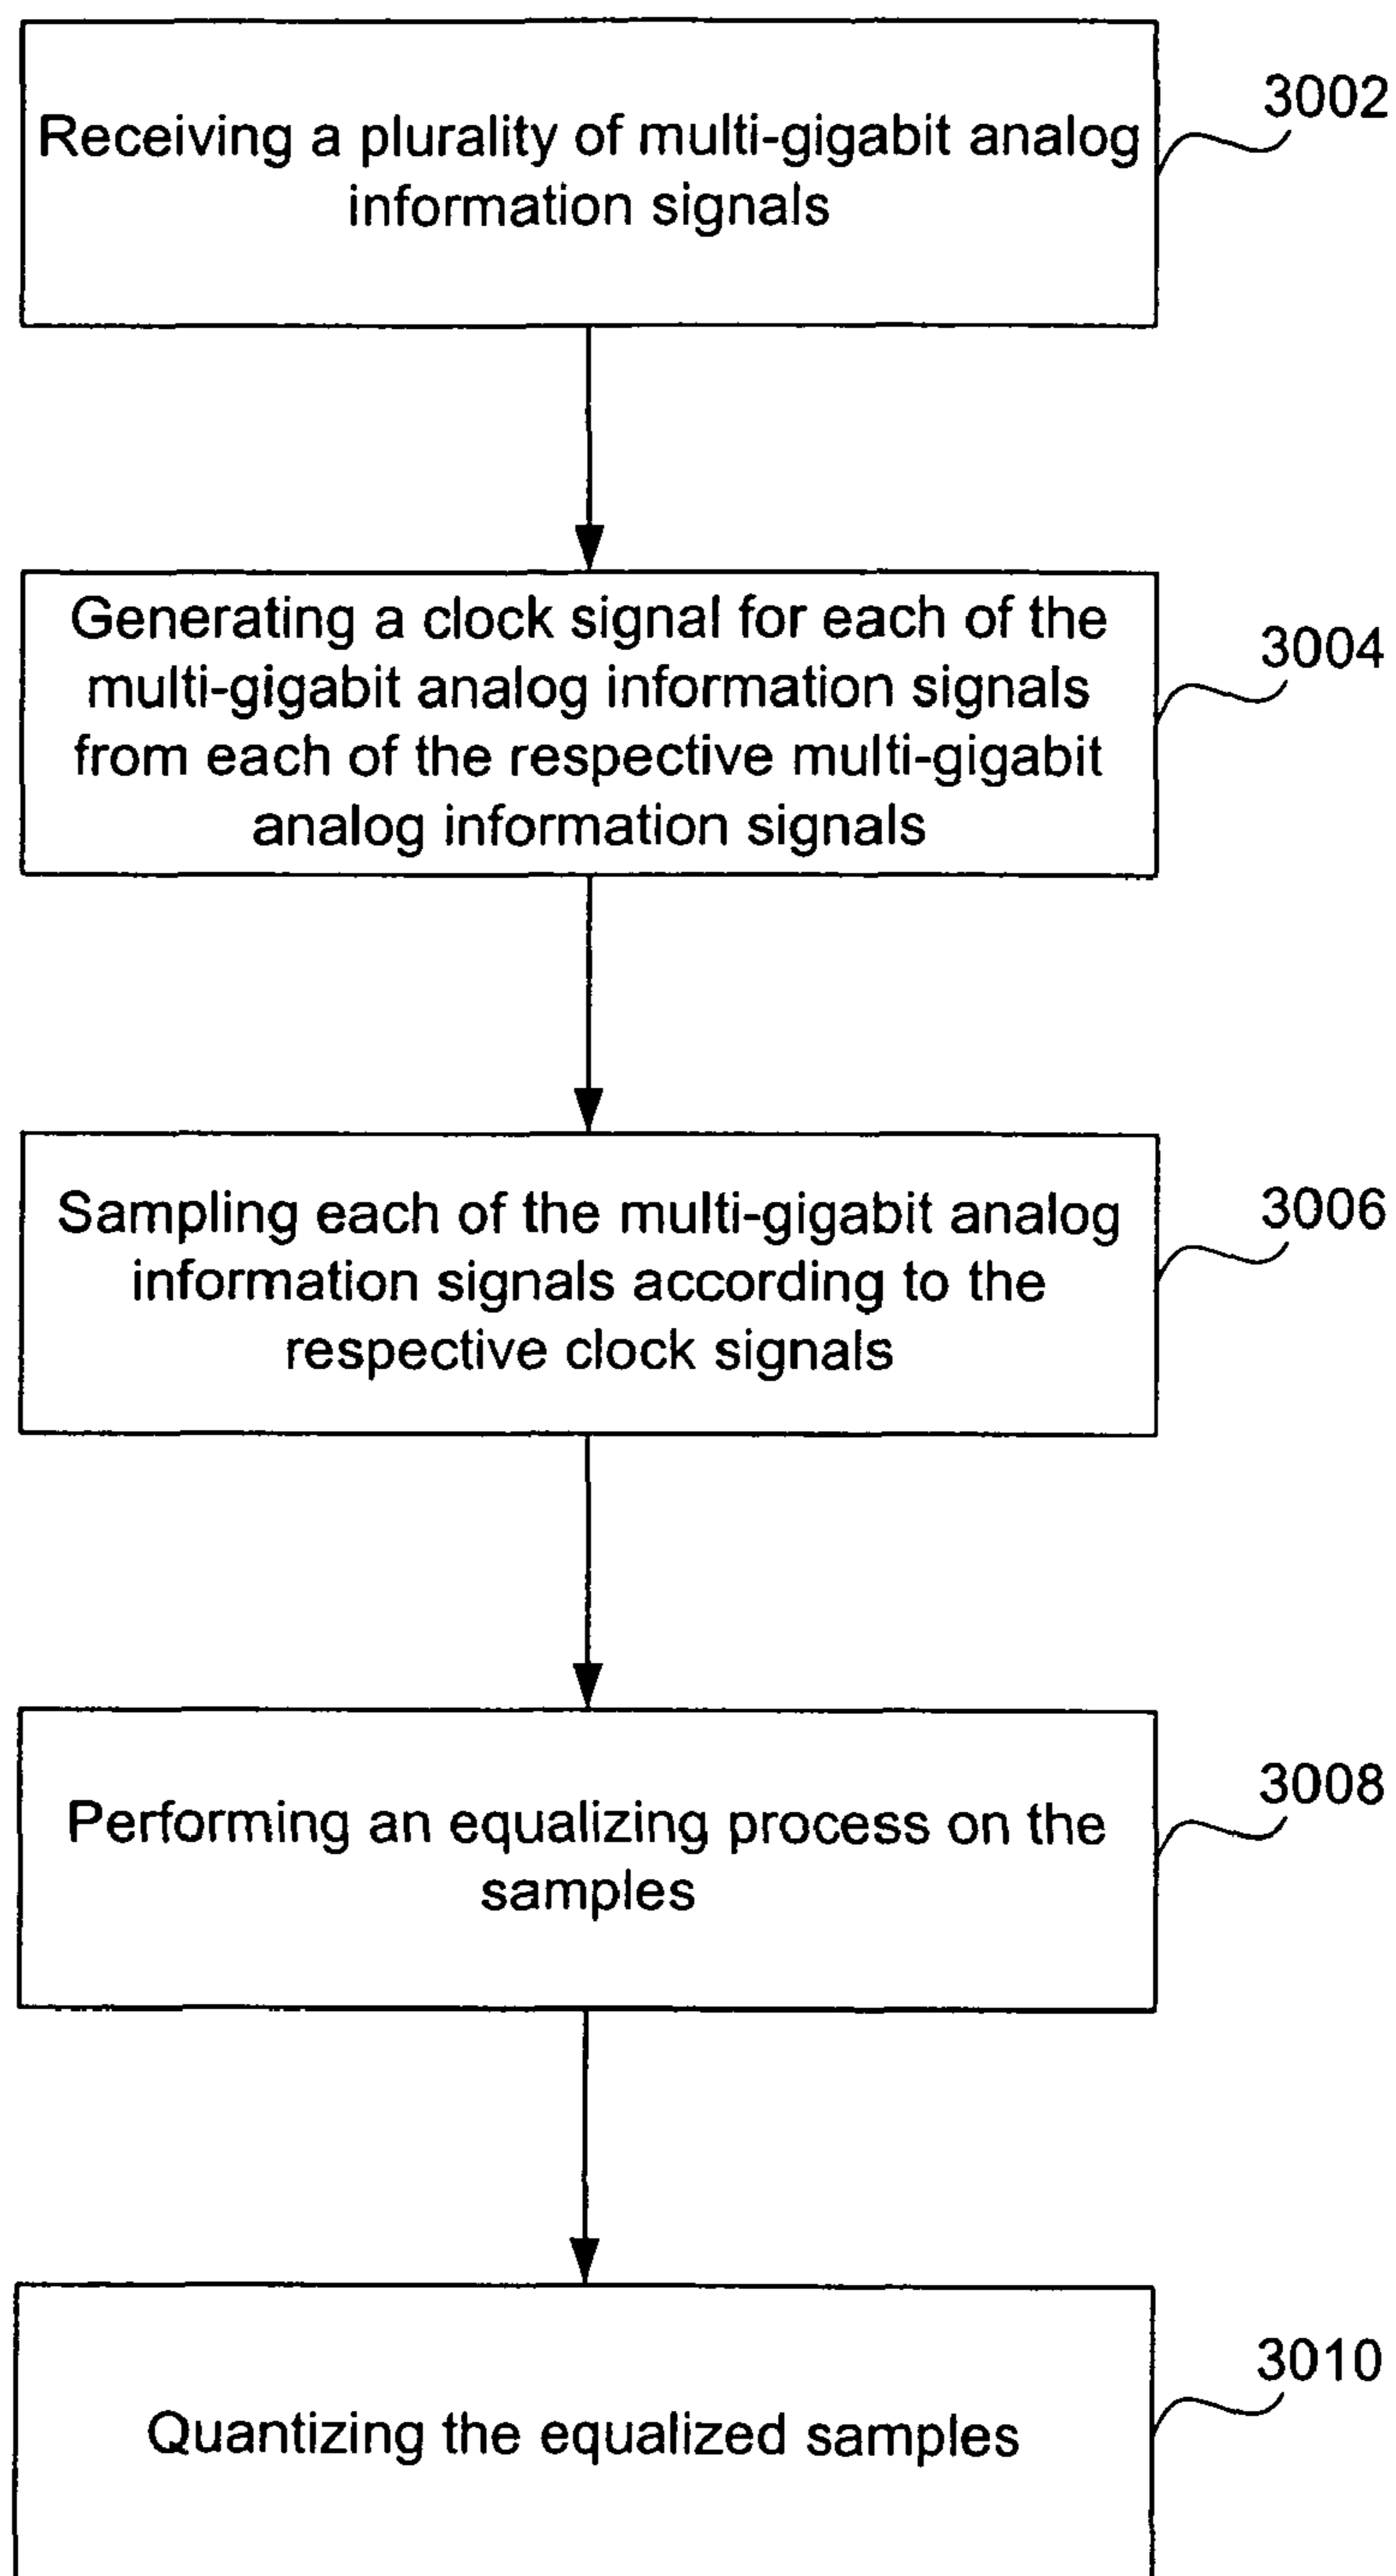 3002
Receiving a plurality of multi-gigabit analog
information signals
3004
Generating a clock signal for each of the
multi-gigabit analog information signals
from each of the respective multi-gigabit
analog information signals
3006
Sampling each of the multi-gigabit analog
information signals according to the
respective clock signals
3008
Performing an equalizing process on the
samples
3010
Quantizing the equalized samples